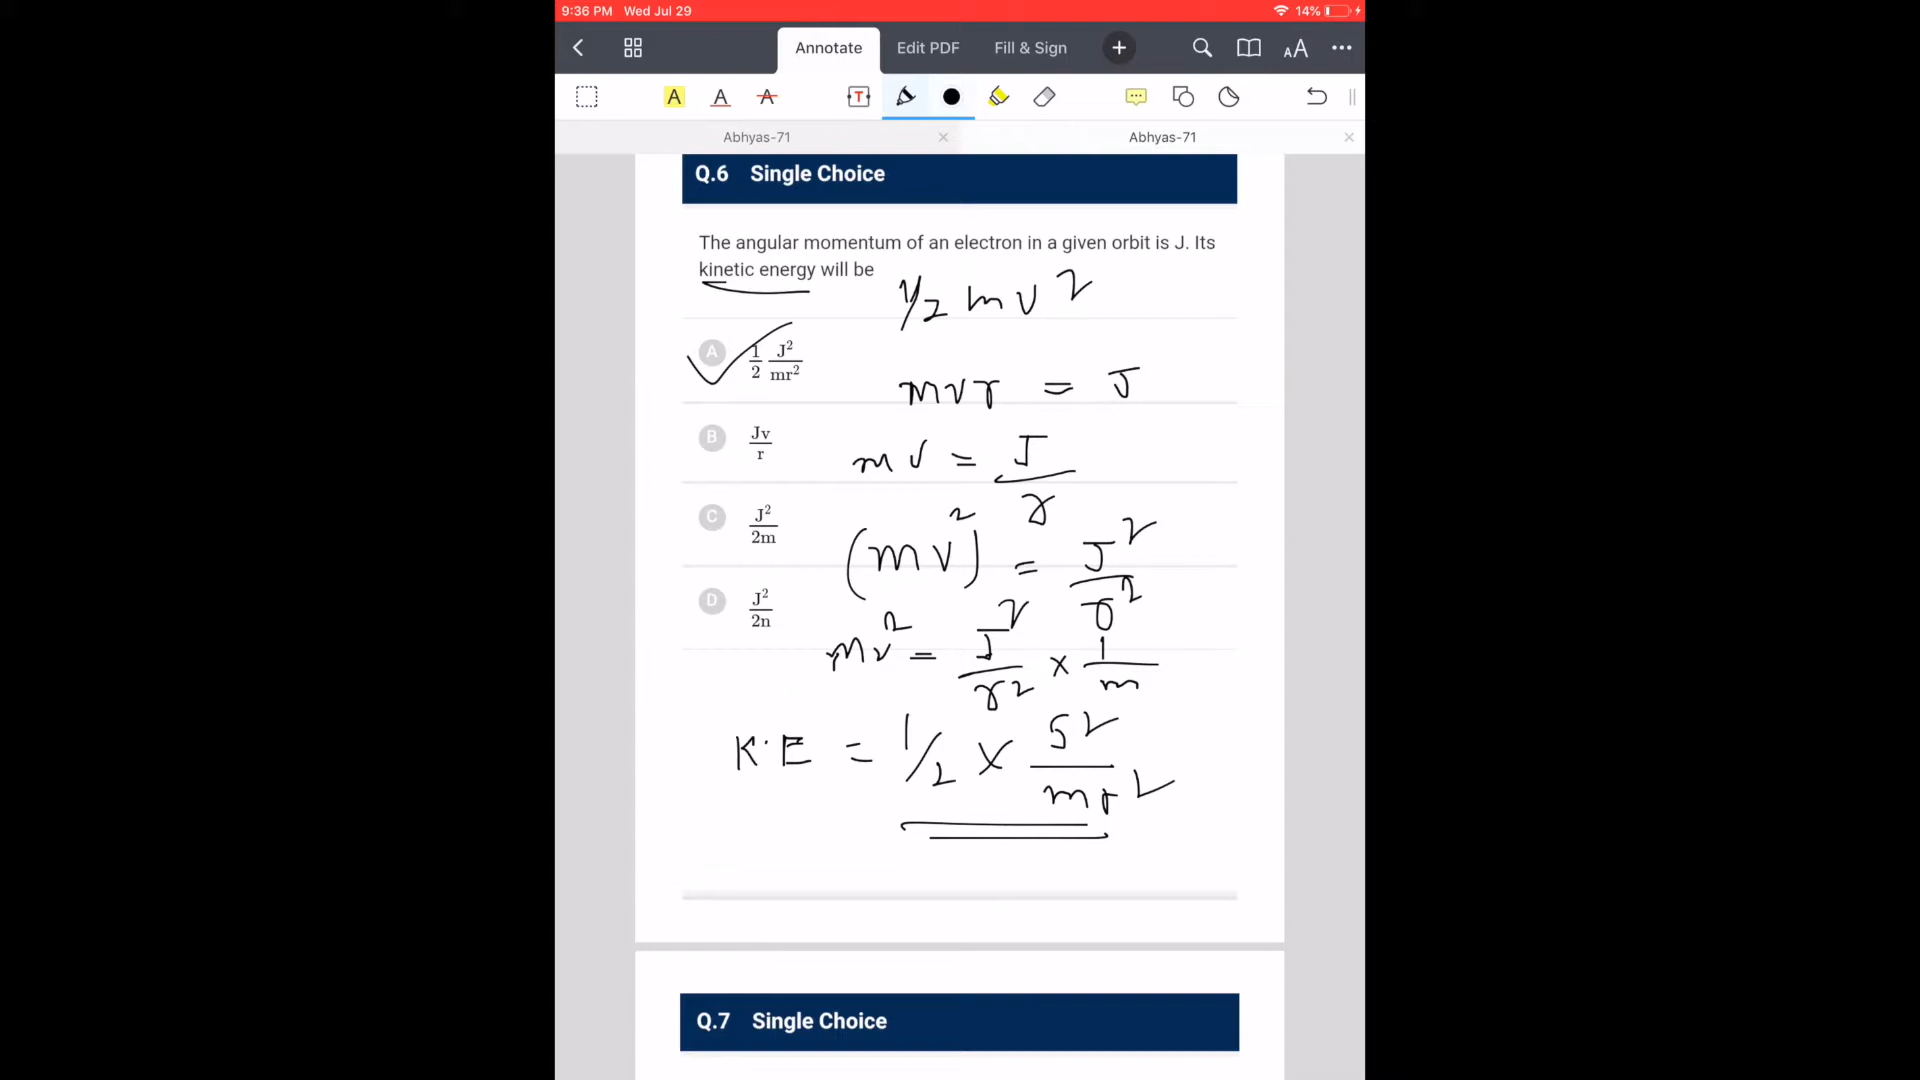 9:36 PM Wed Jul 29 14%
Annotate Edit PDF Fill & Sign
A A A T AA
Abhyas-71 Abhyas-71
Q.6 Single Choice
The angular momentum of an electron in a given orbit is J. Its
kinetic energy will be
1/2 mv²
A 1/2 J²/mr²
mvr = J
B Jv/r
mv = J/r
C J²/2m
(mv)² = J²/r²
D J²/2n
mv² = J²/r² × 1/m
K.E = 1/2 × J²/mr²
Q.7 Single Choice